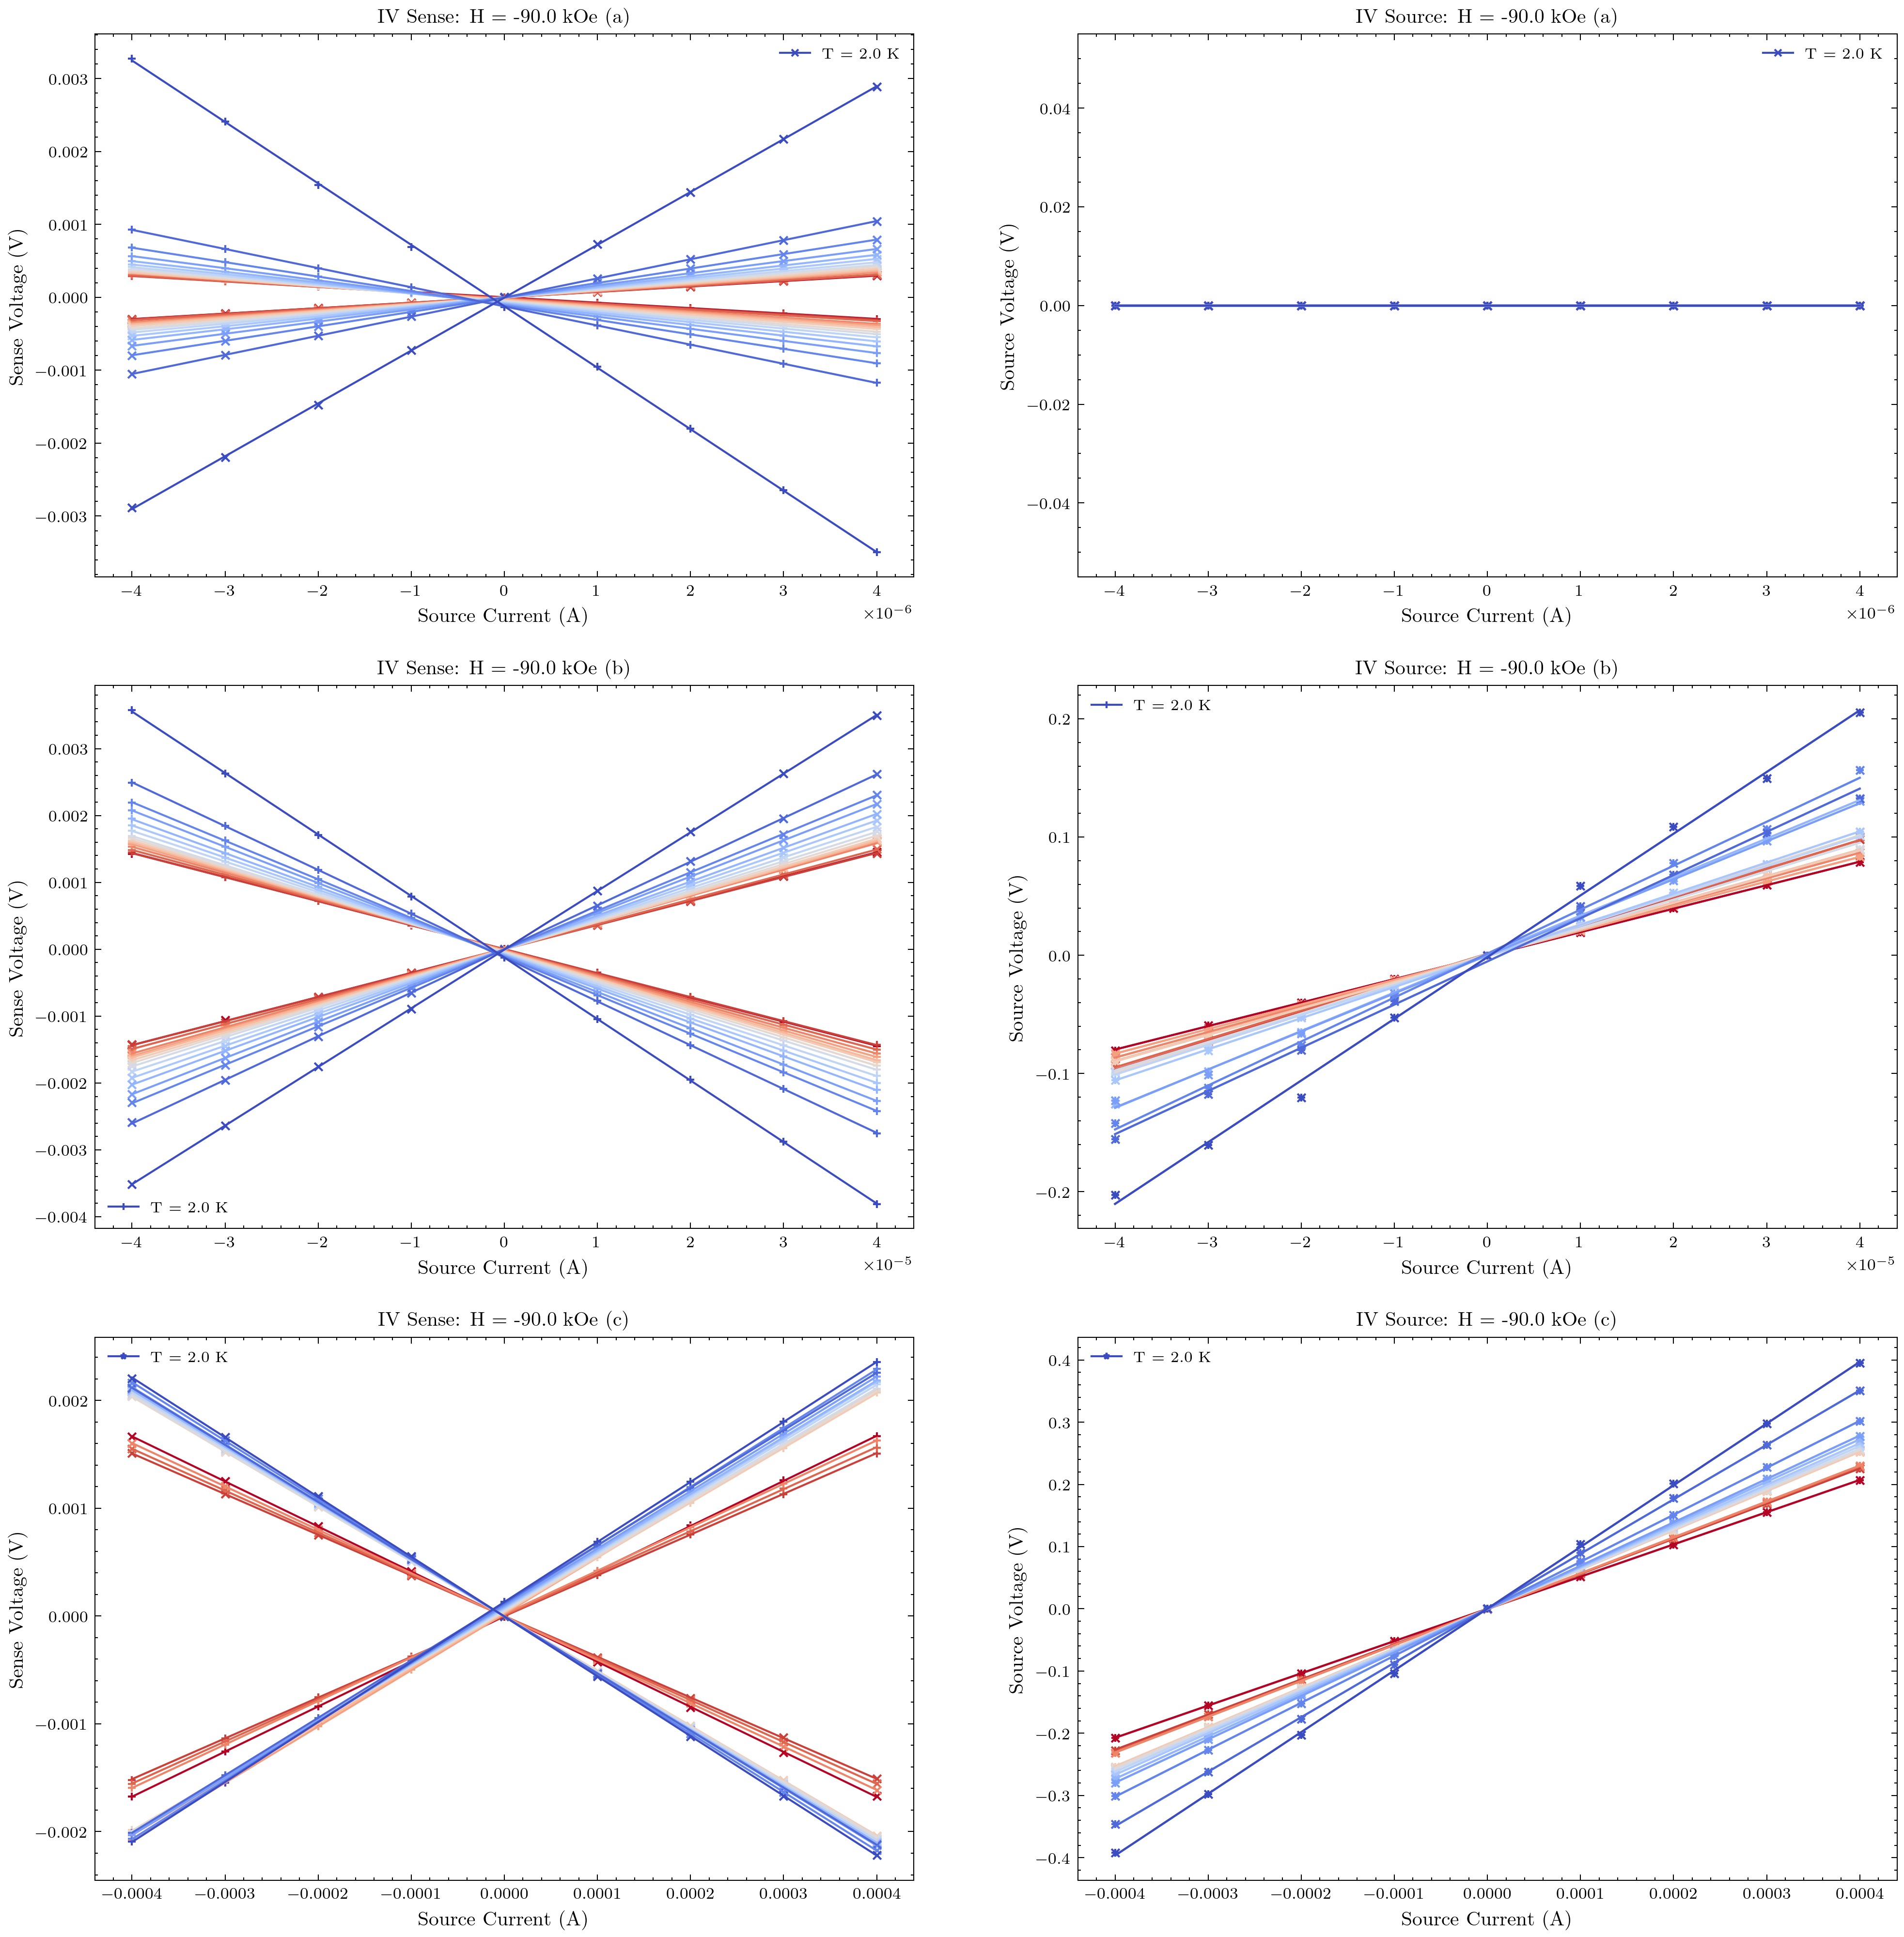 IV Sense: H = -90.0 kOe (a)
T = 2.0 K
0.003
0.002
0.001
0.000
−0.001
−0.002
−0.003
Sense Voltage (V)
−4 −3 −2 −1 0 1 2 3 4
×10−6
Source Current (A)
IV Source: H = -90.0 kOe (a)
T = 2.0 K
0.04
0.02
0.00
−0.02
−0.04
Source Voltage (V)
−4 −3 −2 −1 0 1 2 3 4
×10−6
Source Current (A)
IV Sense: H = -90.0 kOe (b)
0.003
0.002
0.001
0.000
−0.001
−0.002
−0.003
−0.004
Sense Voltage (V)
T = 2.0 K
−4 −3 −2 −1 0 1 2 3 4
×10−5
Source Current (A)
IV Source: H = -90.0 kOe (b)
T = 2.0 K
0.2
0.1
0.0
−0.1
−0.2
Source Voltage (V)
−4 −3 −2 −1 0 1 2 3 4
×10−5
Source Current (A)
IV Sense: H = -90.0 kOe (c)
T = 2.0 K
0.002
0.001
0.000
−0.001
−0.002
Sense Voltage (V)
−0.0004 −0.0003 −0.0002 −0.0001 0.0000 0.0001 0.0002 0.0003 0.0004
Source Current (A)
IV Source: H = -90.0 kOe (c)
T = 2.0 K
0.4
0.3
0.2
0.1
0.0
−0.1
−0.2
−0.3
−0.4
Source Voltage (V)
−0.0004 −0.0003 −0.0002 −0.0001 0.0000 0.0001 0.0002 0.0003 0.0004
Source Current (A)